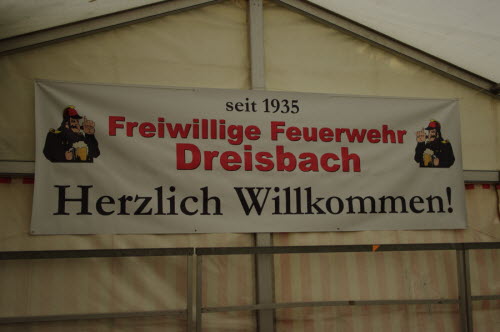 seit 1935
Freiwillige Feuerwehr
Dreisbach
Herzlich Willkommen!